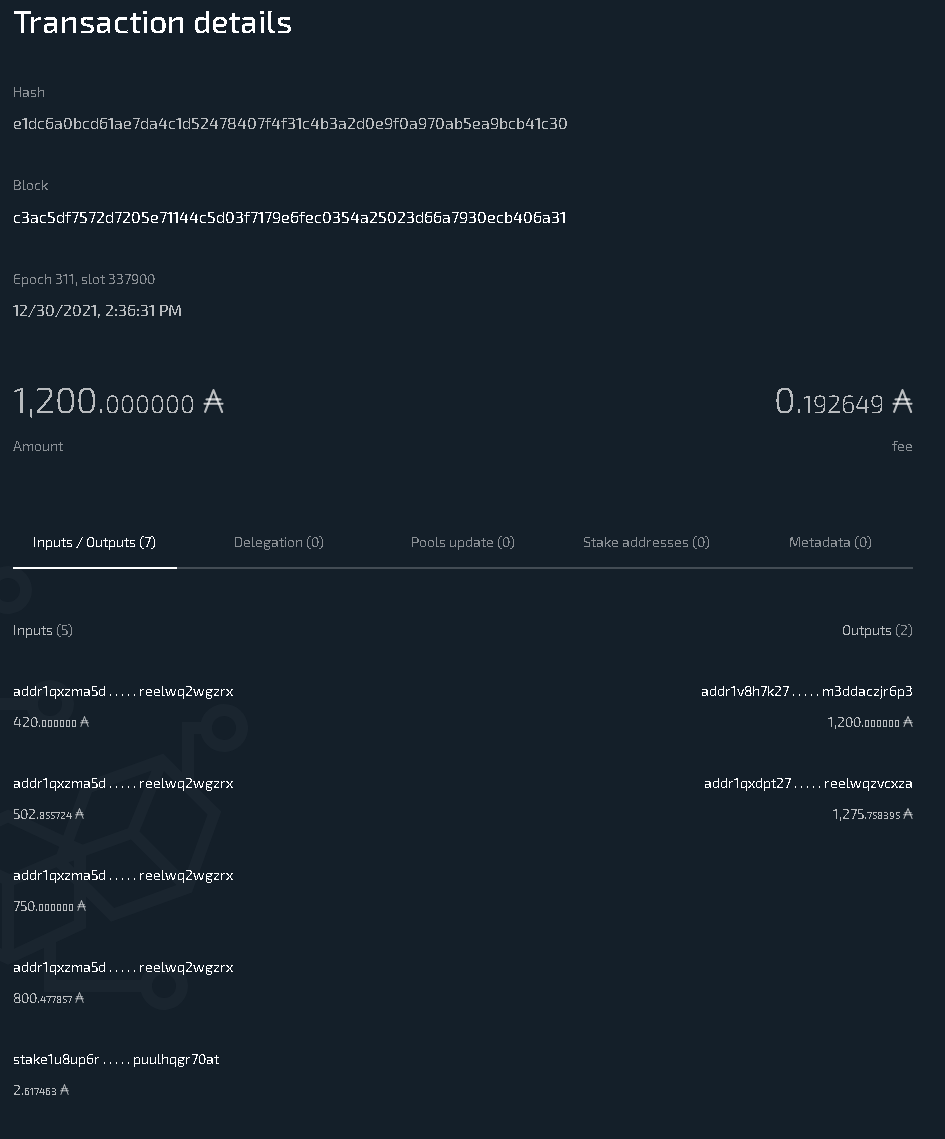 Transaction details
Hash
e1dc6a0bcd61ae7da4c1d52478407f4f31c4b3a2d0e9f0a970ab5ea9bcb41c30
Block
c3ac5df7572d7205e71144c5d03f7179e6fec0354a25023d66a7930ecb406a31
Epoch 311, slot 337900
12/30/2021, 2:36:31 PM
1,200.000000 ₳ 0.192649 ₳
Amount fee
Inputs / Outputs (7) Delegation (0) Pools update (0) Stake addresses (0) Metadata (0)
Inputs (5) Outputs (2)
addr1qxzma5d.....reelwq2wgzrx addr1v8h7k27.....m3ddaczjr6p3
420.000000 ₳ 1,200.000000 ₳
addr1qxzma5d.....reelwq2wgzrx addr1qxdpt27.....reelwqzvcxza
502.855724 ₳ 1,275.758395 ₳
addr1qxzma5d.....reelwq2wgzrx
750.000000 ₳
addr1qxzma5d.....reelwq2wgzrx
800.477857 ₳
stake1u8up6r.....puulhqgr70at
2.617463 ₳